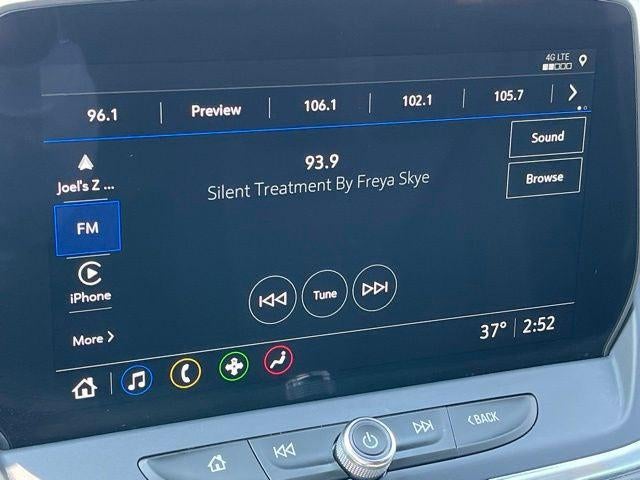 4G LTE
96.1 Preview 106.1 102.1 105.7
93.9
Silent Treatment By Freya Skye
Sound
Browse
Joel's Z ...
FM
iPhone
More
Tune
37° 2:52
BACK